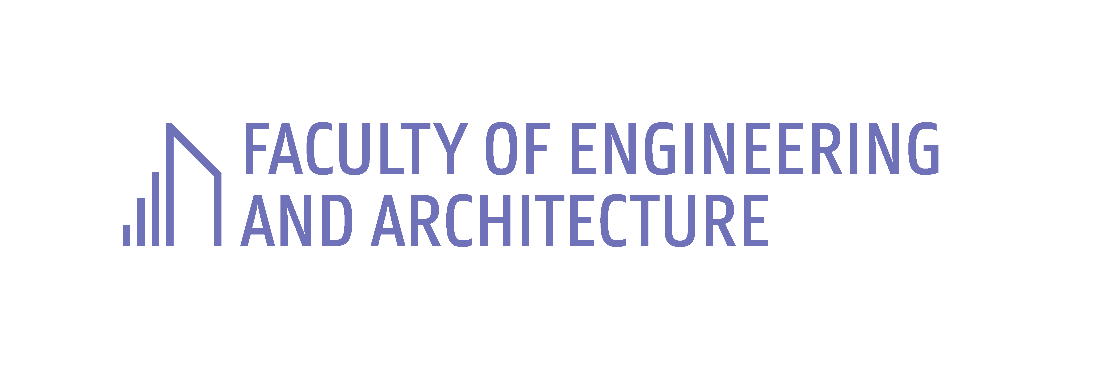 FACULTY OF ENGINEERING
AND ARCHITECTURE